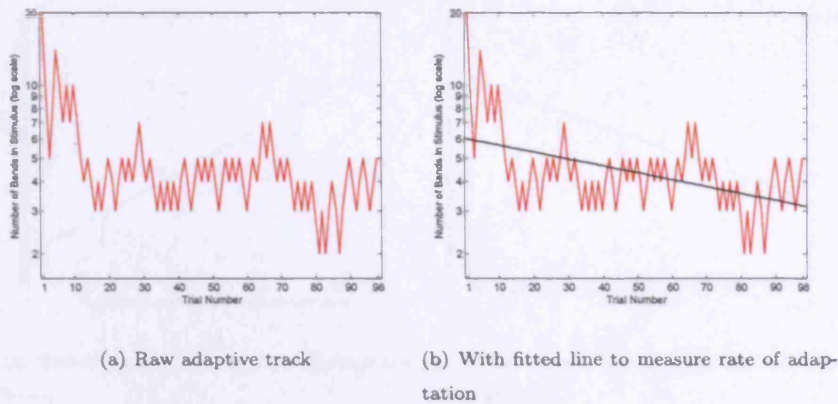 20
10
9
8
7
6
5
4
3
2
Number of Bands in Stimulus (log scale)
1 10 20 30 40 50 60 70 80 90 98
Trial Number
(a) Raw adaptive track
20
10
9
8
7
6
5
4
3
2
Number of Bands in Stimulus (log scale)
1 10 20 30 40 50 60 70 80 90 98
Trial Number
(b) With fitted line to measure rate of adap-
tation